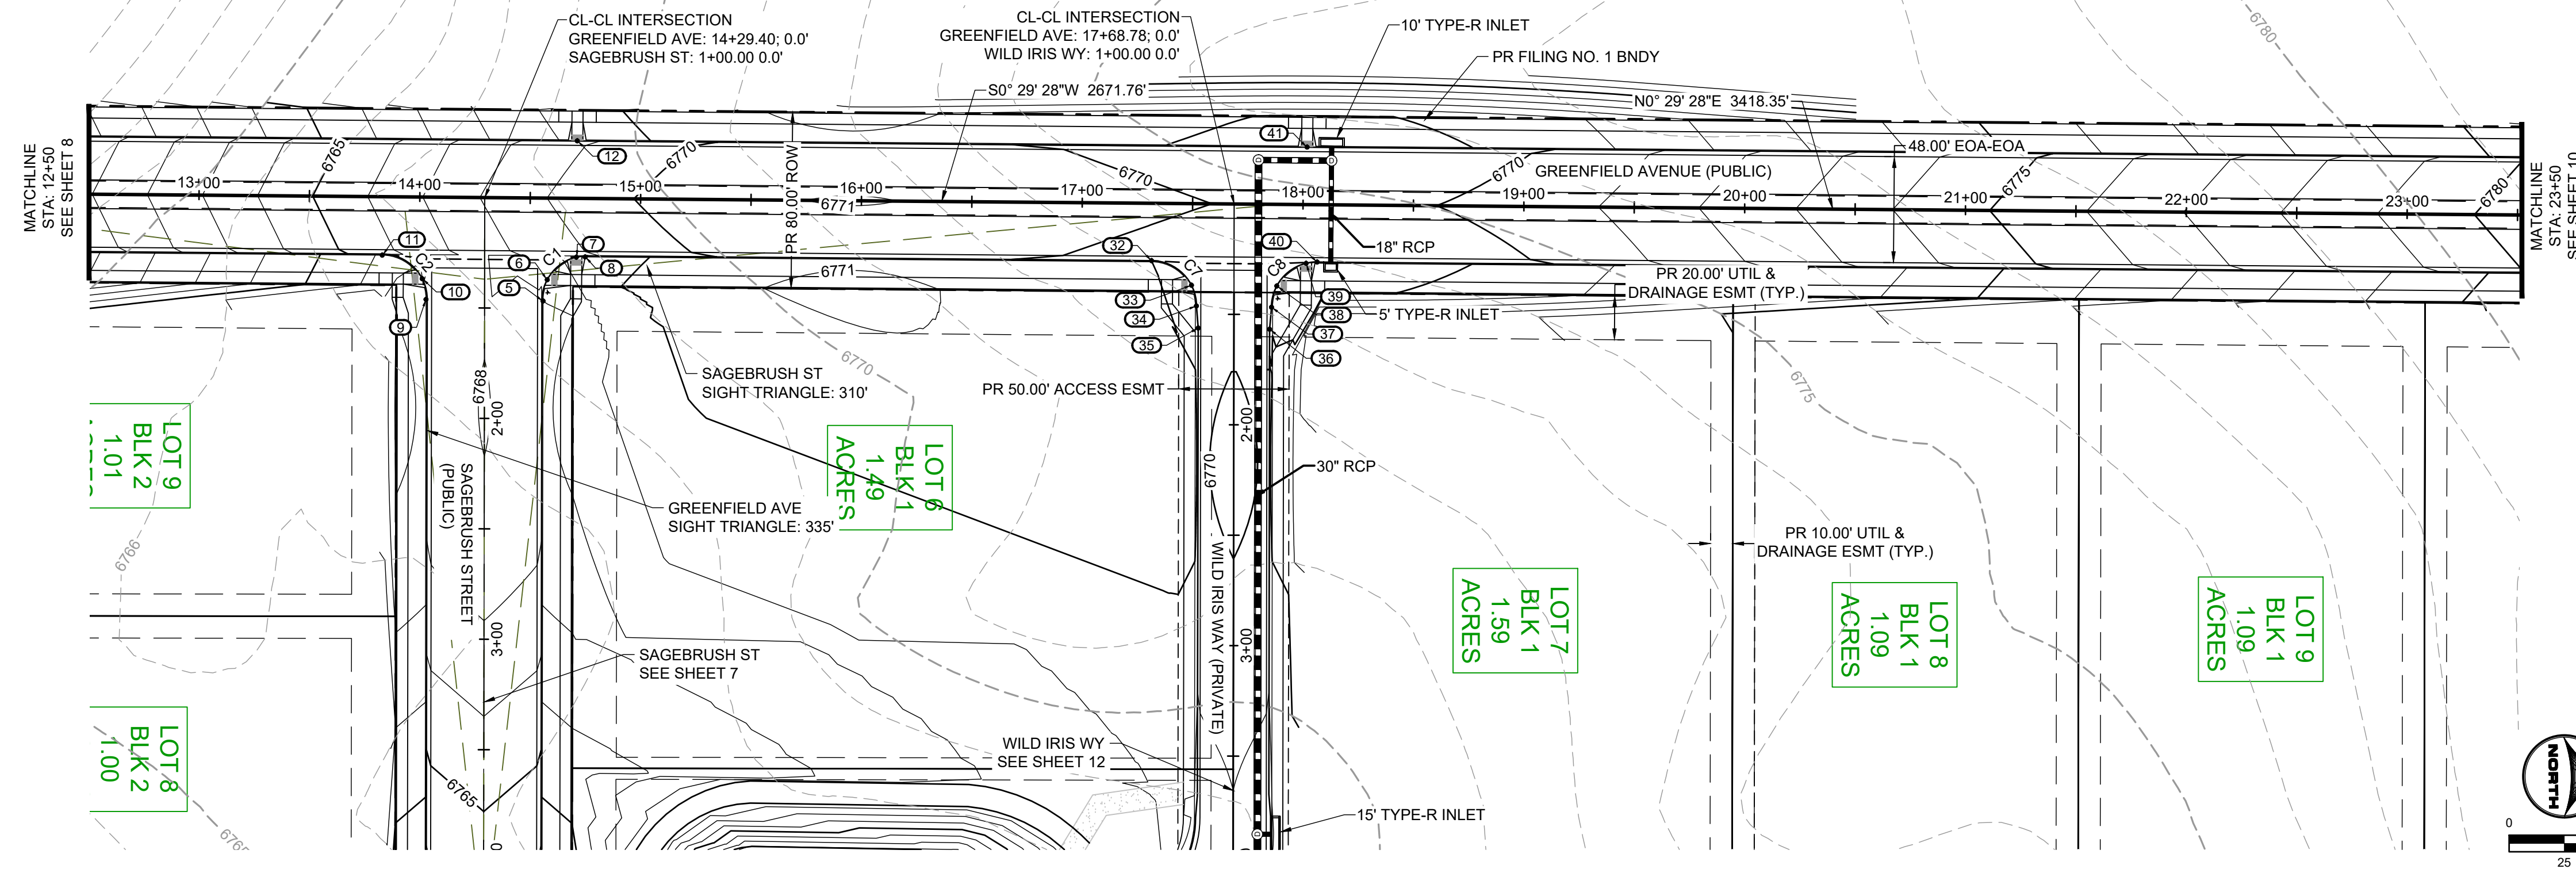 CL-CL INTERSECTION
GREENFIELD AVE: 14+29.40; 0.0'
SAGEBRUSH ST: 1+00.00 0.0'
CL-CL INTERSECTION
GREENFIELD AVE: 17+68.78; 0.0'
WILD IRIS WY: 1+00.00 0.0'
10' TYPE-R INLET
PR FILING NO. 1 BNDY
6780
S0° 29' 28"W 2671.76'
N0° 29' 28"E 3418.35'
MATCHLINE
STA: 12+50
SEE SHEET 8
MATCHLINE
STA: 23+50
SEE SHEET 10
6765
12
6770
PR 80.00' ROW
6770
41
6770
GREENFIELD AVENUE (PUBLIC)
48.00' EOA-EOA
6775
6780
13+00
14+00
15+00
16+00
17+00
18+00
19+00
20+00
21+00
22+00
23+00
6771
6771
11
C2
10
9
6
5
C1
7
8
32
C7
33
34
35
40
C8
39
38
37
36
18" RCP
5' TYPE-R INLET
PR 20.00' UTIL &
DRAINAGE ESMT (TYP.)
6770
6775
SAGEBRUSH ST
SIGHT TRIANGLE: 310'
PR 50.00' ACCESS ESMT
6768
2+00
2+00
6770
30" RCP
LOT 9
BLK 2
1.01
SAGEBRUSH STREET
(PUBLIC)
LOT 6
BLK 1
1.49
ACRES
GREENFIELD AVE
SIGHT TRIANGLE: 335'
6766
PR 10.00' UTIL &
DRAINAGE ESMT (TYP.)
WILD IRIS WAY (PRIVATE)
LOT 7
BLK 1
1.59
ACRES
LOT 8
BLK 1
1.09
ACRES
LOT 9
BLK 1
1.09
ACRES
3+00
3+00
SAGEBRUSH ST
SEE SHEET 7
LOT 8
BLK 2
1.00
WILD IRIS WY
SEE SHEET 12
6765
6765
15' TYPE-R INLET
NORTH
0
25